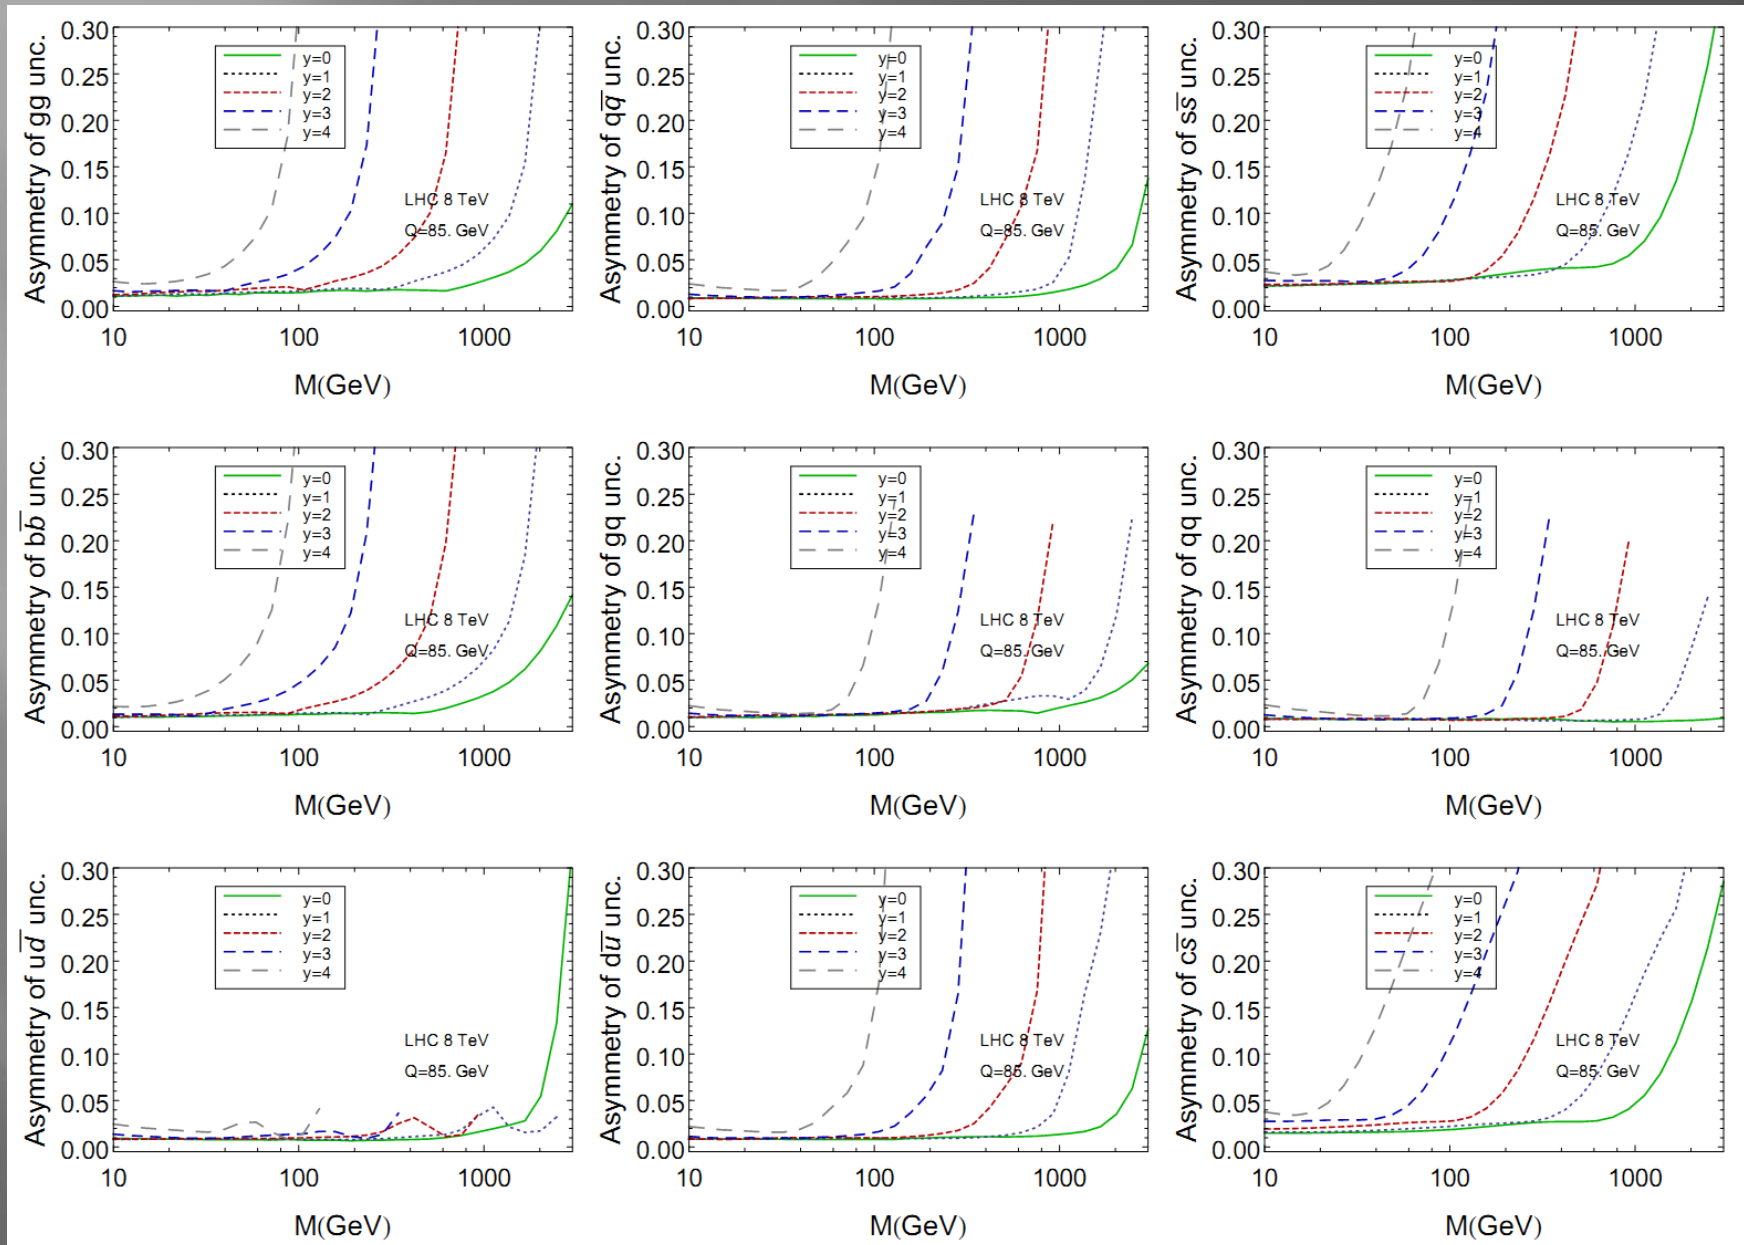 Asymmetry of gg unc.
0.30
0.25
0.20
0.15
0.10
0.05
0.00
y=0
y=1
y=2
y=3
y=4
LHC 8 TeV
Q=85. GeV
10 100 1000
M(GeV)
Asymmetry of qq̅ unc.
0.30
0.25
0.20
0.15
0.10
0.05
0.00
y=0
y=1
y=2
y=3
y=4
LHC 8 TeV
Q=85. GeV
10 100 1000
M(GeV)
Asymmetry of ss̅ unc.
0.30
0.25
0.20
0.15
0.10
0.05
0.00
y=0
y=1
y=2
y=3
y=4
LHC 8 TeV
Q=85. GeV
10 100 1000
M(GeV)
Asymmetry of bb̅ unc.
0.30
0.25
0.20
0.15
0.10
0.05
0.00
y=0
y=1
y=2
y=3
y=4
LHC 8 TeV
Q=85. GeV
10 100 1000
M(GeV)
Asymmetry of gq unc.
0.30
0.25
0.20
0.15
0.10
0.05
0.00
y=0
y=1
y=2
y=3
y=4
LHC 8 TeV
Q=85. GeV
10 100 1000
M(GeV)
Asymmetry of qq unc.
0.30
0.25
0.20
0.15
0.10
0.05
0.00
y=0
y=1
y=2
y=3
y=4
LHC 8 TeV
Q=85. GeV
10 100 1000
M(GeV)
Asymmetry of ud̅ unc.
0.30
0.25
0.20
0.15
0.10
0.05
0.00
y=0
y=1
y=2
y=3
y=4
LHC 8 TeV
Q=85. GeV
10 100 1000
M(GeV)
Asymmetry of du̅ unc.
0.30
0.25
0.20
0.15
0.10
0.05
0.00
y=0
y=1
y=2
y=3
y=4
LHC 8 TeV
Q=85. GeV
10 100 1000
M(GeV)
Asymmetry of cs̅ unc.
0.30
0.25
0.20
0.15
0.10
0.05
0.00
y=0
y=1
y=2
y=3
y=4
LHC 8 TeV
Q=85. GeV
10 100 1000
M(GeV)